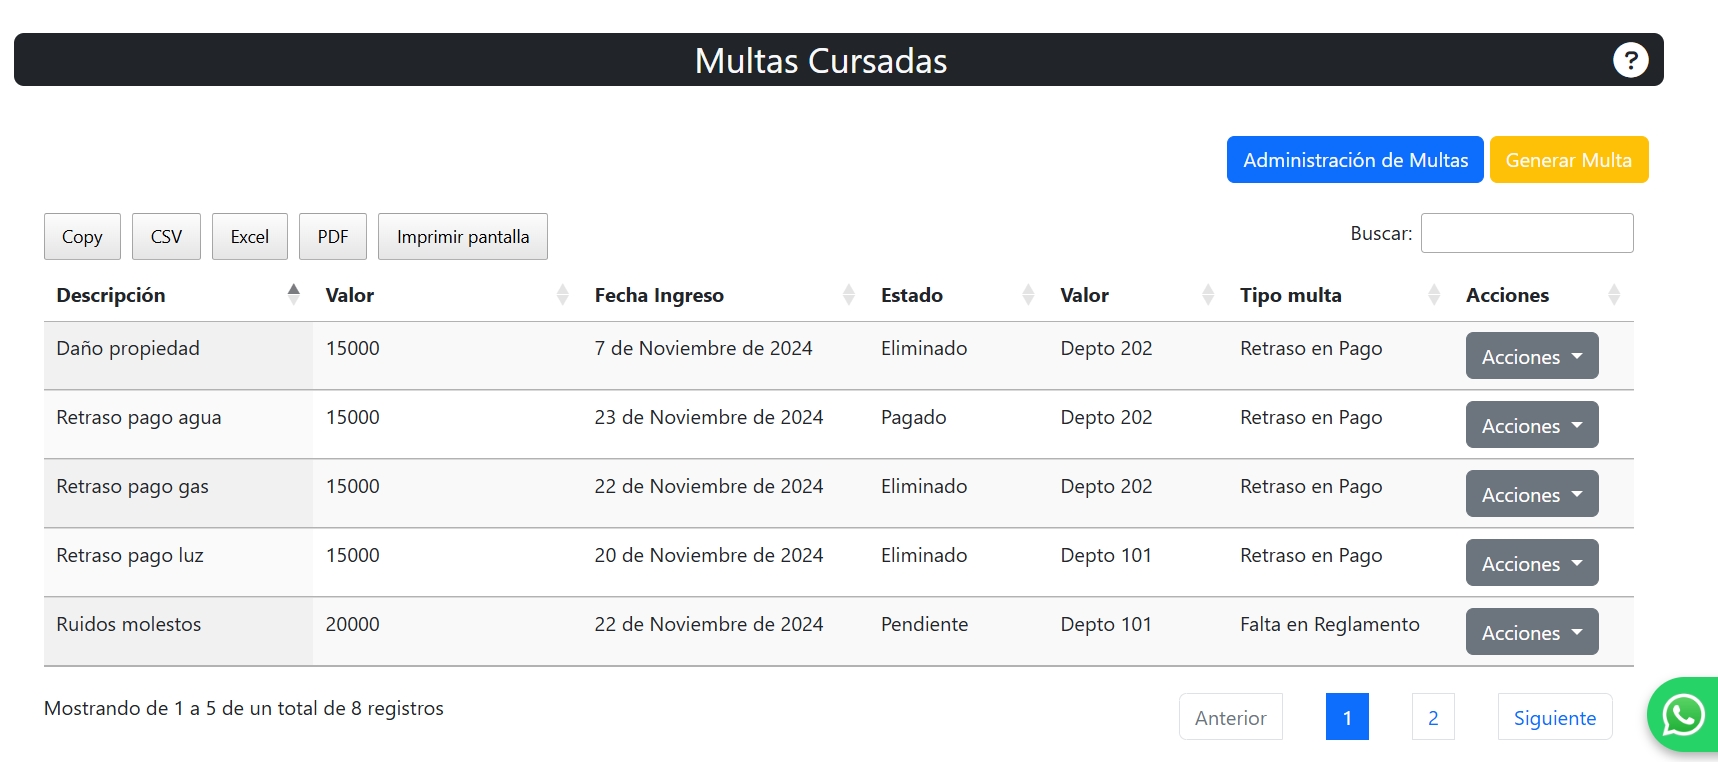 Multas Cursadas ?
Administración de Multas Generar Multa
Copy CSV Excel PDF Imprimir pantalla Buscar:
Descripción Valor Fecha Ingreso Estado Valor Tipo multa Acciones
Daño propiedad 15000 7 de Noviembre de 2024 Eliminado Depto 202 Retraso en Pago Acciones
Retraso pago agua 15000 23 de Noviembre de 2024 Pagado Depto 202 Retraso en Pago Acciones
Retraso pago gas 15000 22 de Noviembre de 2024 Eliminado Depto 202 Retraso en Pago Acciones
Retraso pago luz 15000 20 de Noviembre de 2024 Eliminado Depto 101 Retraso en Pago Acciones
Ruidos molestos 20000 22 de Noviembre de 2024 Pendiente Depto 101 Falta en Reglamento Acciones
Mostrando de 1 a 5 de un total de 8 registros Anterior 1 2 Siguiente